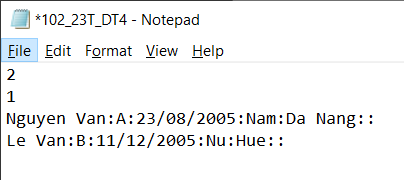 *102_23T_DT4 - Notepad
File Edit Format View Help
2
1
Nguyen Van:A:23/08/2005:Nam:Da Nang::
Le Van:B:11/12/2005:Nu:Hue::